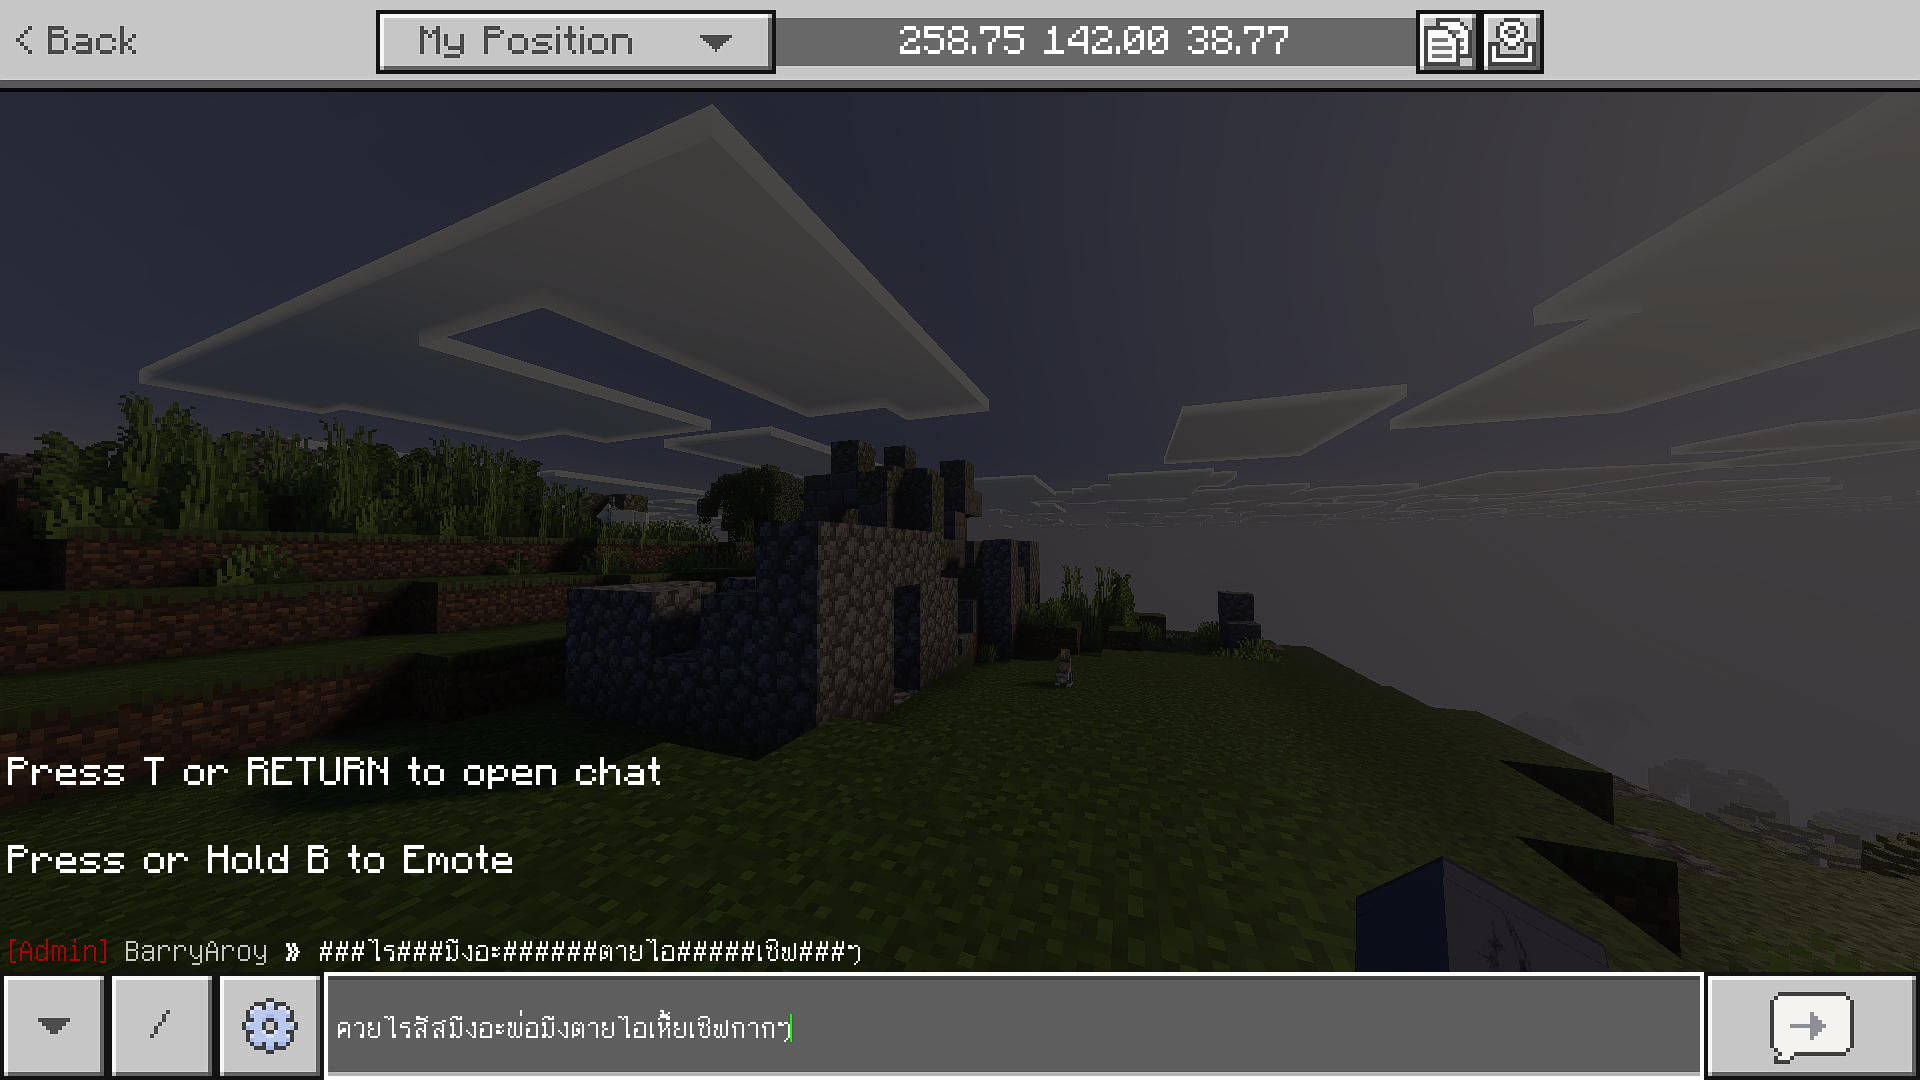 < Back
My Position
258.75 142.00 38.77
Press T or RETURN to open chat
Press or Hold B to Emote
[Admin] BarryAroy » ###ไร###มึงอะ######ตายไอ#####เซิฟ###ๆ
/
ควยไรสัสมึงอะพ่อมึงตายไอเหี้ยเซิฟกากๆ